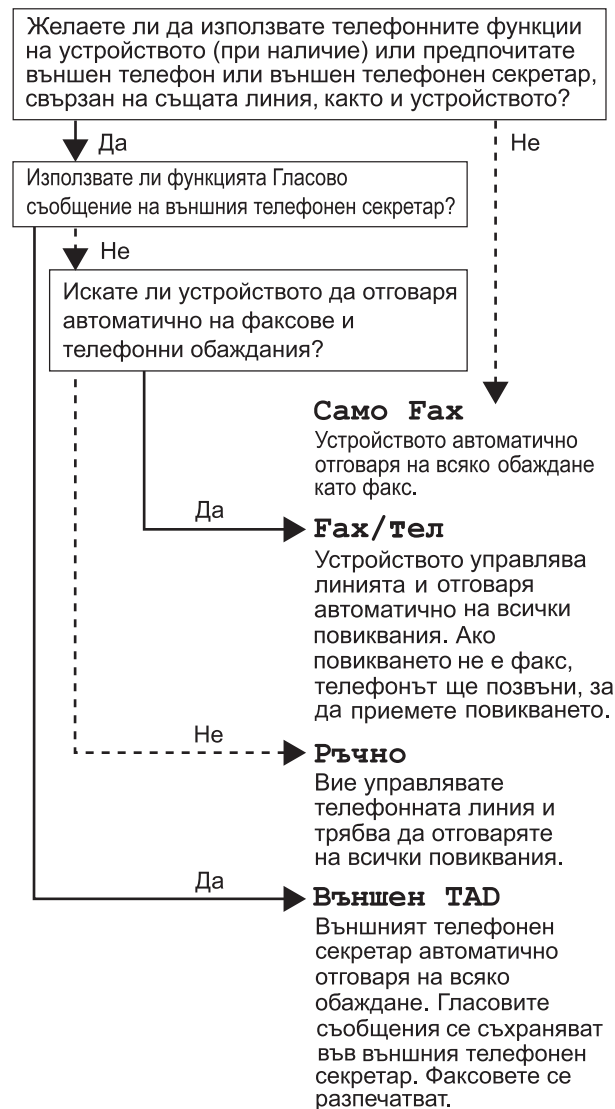 Желаете ли да използвате телефонните функции
на устройството (при наличие) или предпочитате
външен телефон или външен телефонен секретар,
свързан на същата линия, както и устройството?
Да
Не
Използвате ли функцията Гласово
съобщение на външния телефонен секретар?
Не
Искате ли устройството да отговаря
автоматично на факсове и
телефонни обаждания?
Само Fax
Устройството автоматично
отговаря на всяко обаждане
като факс.
Да
Fax/Тел
Устройството управлява
линията и отговаря
автоматично на всички
повиквания. Ако
повикването не е факс,
телефонът ще позвъни, за
да приемете повикването.
Не
Ръчно
Вие управлявате
телефонната линия и
трябва да отговаряте
на всички повиквания.
Да
Външен TAD
Външният телефонен
секретар автоматично
отговаря на всяко
обаждане. Гласовите
съобщения се съхраняват
във външния телефонен
секретар. Факсовете се
разпечатват.